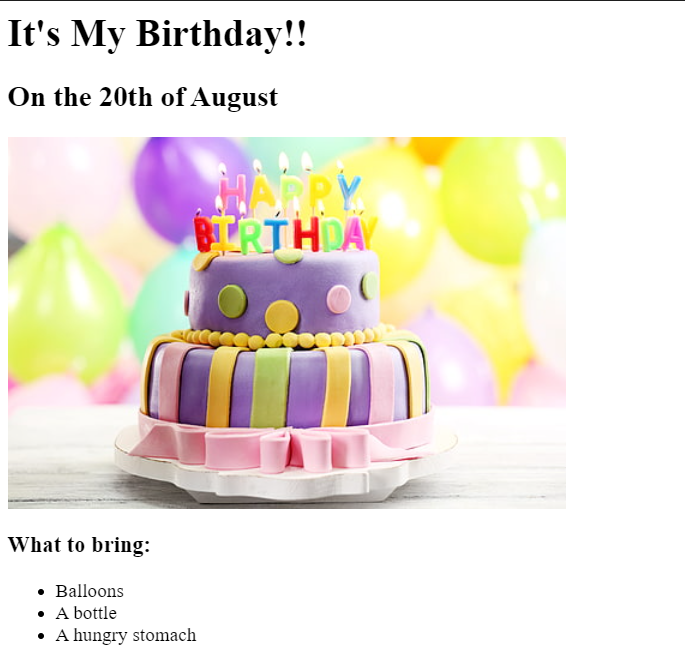 It's My Birthday!!
On the 20th of August
HAPPY
BIRTHDAY
What to bring:
Balloons
A bottle
A hungry stomach